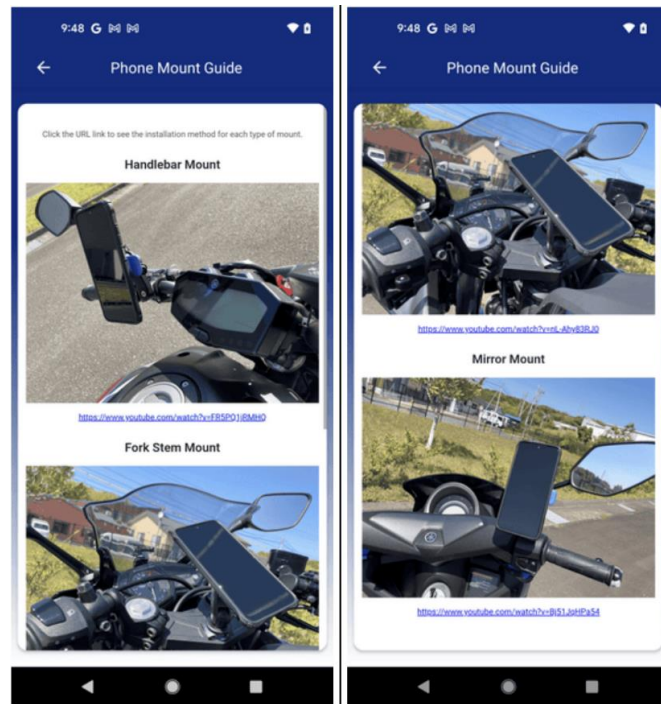 9:48 G
Phone Mount Guide
Click the URL link to see the installation method for each type of mount.
Handlebar Mount
https://www.youtube.com/watch?v=FR5PQ1jRMHQ
Fork Stem Mount
9:48 G
Phone Mount Guide
https://www.youtube.com/watch?v=nL-Ahy83RJ0
Mirror Mount
https://www.youtube.com/watch?v=Bj51JqHPa54